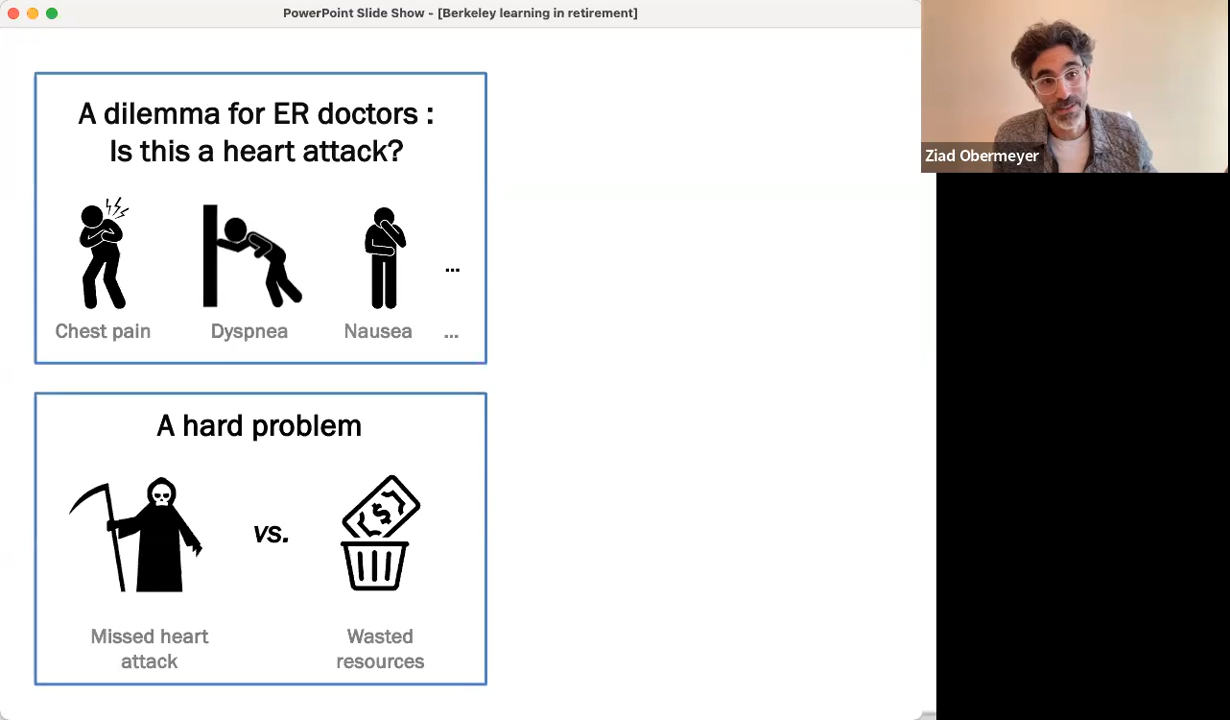 PowerPoint Slide Show - [Berkeley learning in retirement]
A dilemma for ER doctors :
Is this a heart attack?
...
Chest pain
Dyspnea
Nausea
...
A hard problem
$
vs.
Missed heart
attack
Wasted
resources
Ziad Obermeyer